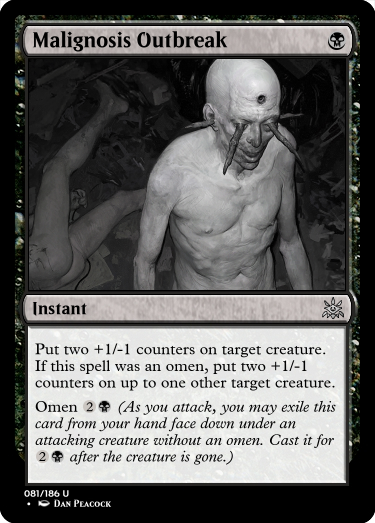 Malignosis Outbreak
Instant
Put two +1/-1 counters on target creature.
If this spell was an omen, put two +1/-1
counters on up to one other target creature.
Omen 2 (As you attack, you may exile this
card from your hand face down under an
attacking creature without an omen. Cast it for
2 after the creature is gone.)
081/186 U
• Dan Peacock